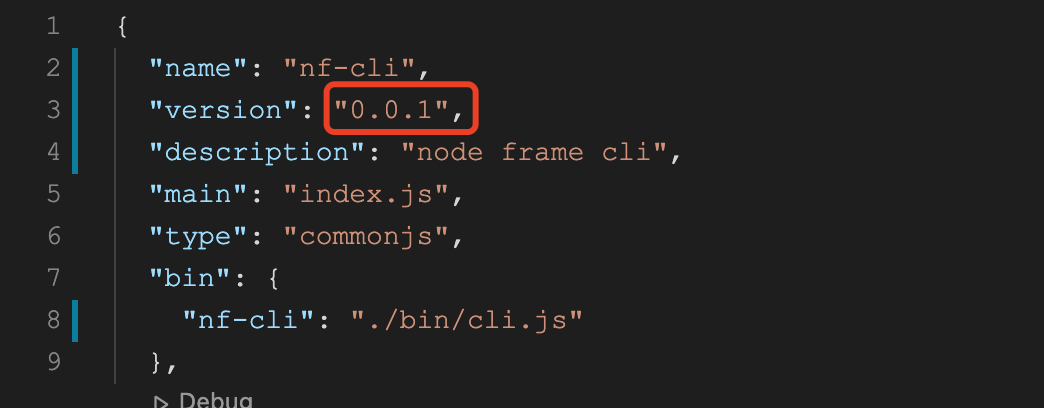 1 {
2 "name": "nf-cli",
3 "version": "0.0.1",
4 "description": "node frame cli",
5 "main": "index.js",
6 "type": "commonjs",
7 "bin": {
8 "nf-cli": "./bin/cli.js"
9 },
Debug